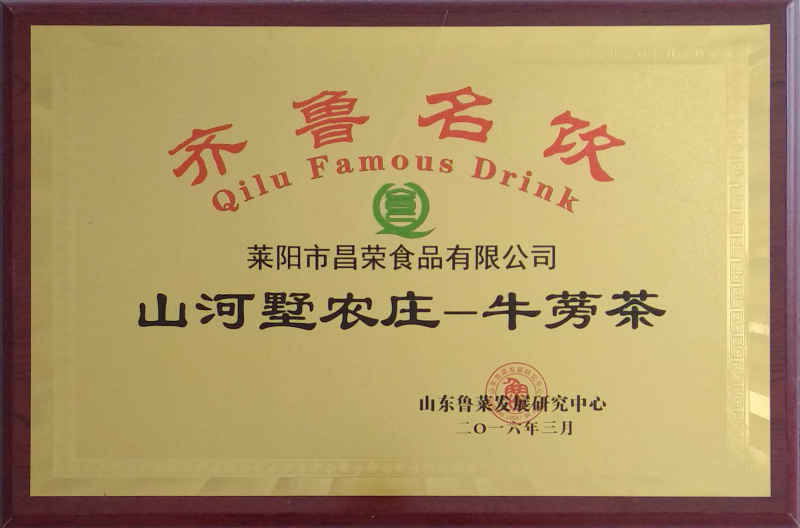 齐鲁名饮
Qilu Famous Drink
莱阳市昌荣食品有限公司
山河墅农庄—牛蒡茶
山东鲁菜发展研究中心
二〇一六年三月